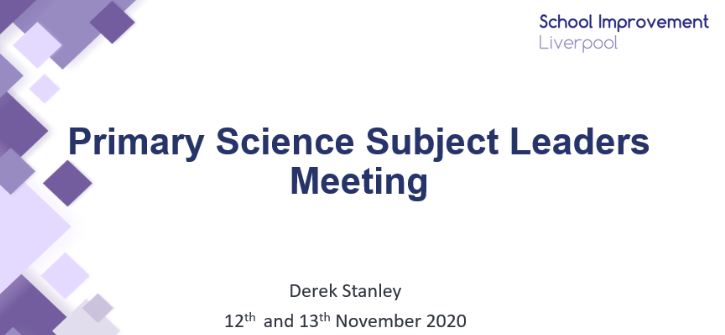 School Improvement
Liverpool
Primary Science Subject Leaders
Meeting
Derek Stanley
12th and 13th November 2020